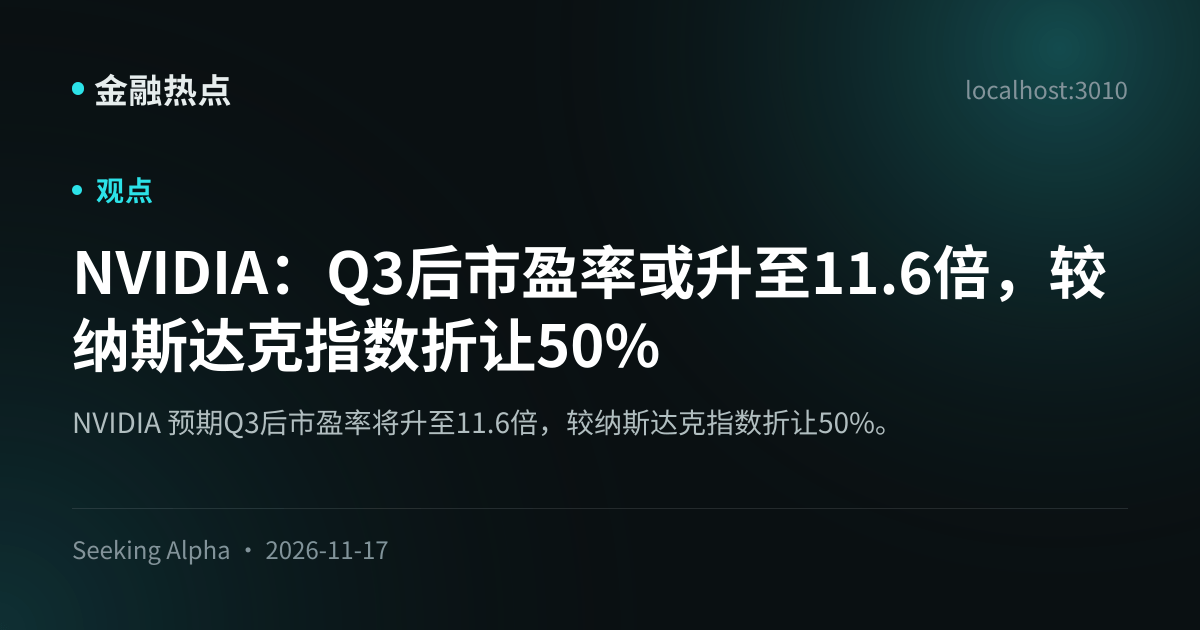 金融热点
localhost:3010
观点
NVIDIA：Q3后市盈率或升至11.6倍，较
纳斯达克指数折让50%
NVIDIA 预期Q3后市盈率将升至11.6倍，较纳斯达克指数折让50%。
Seeking Alpha · 2026-11-17